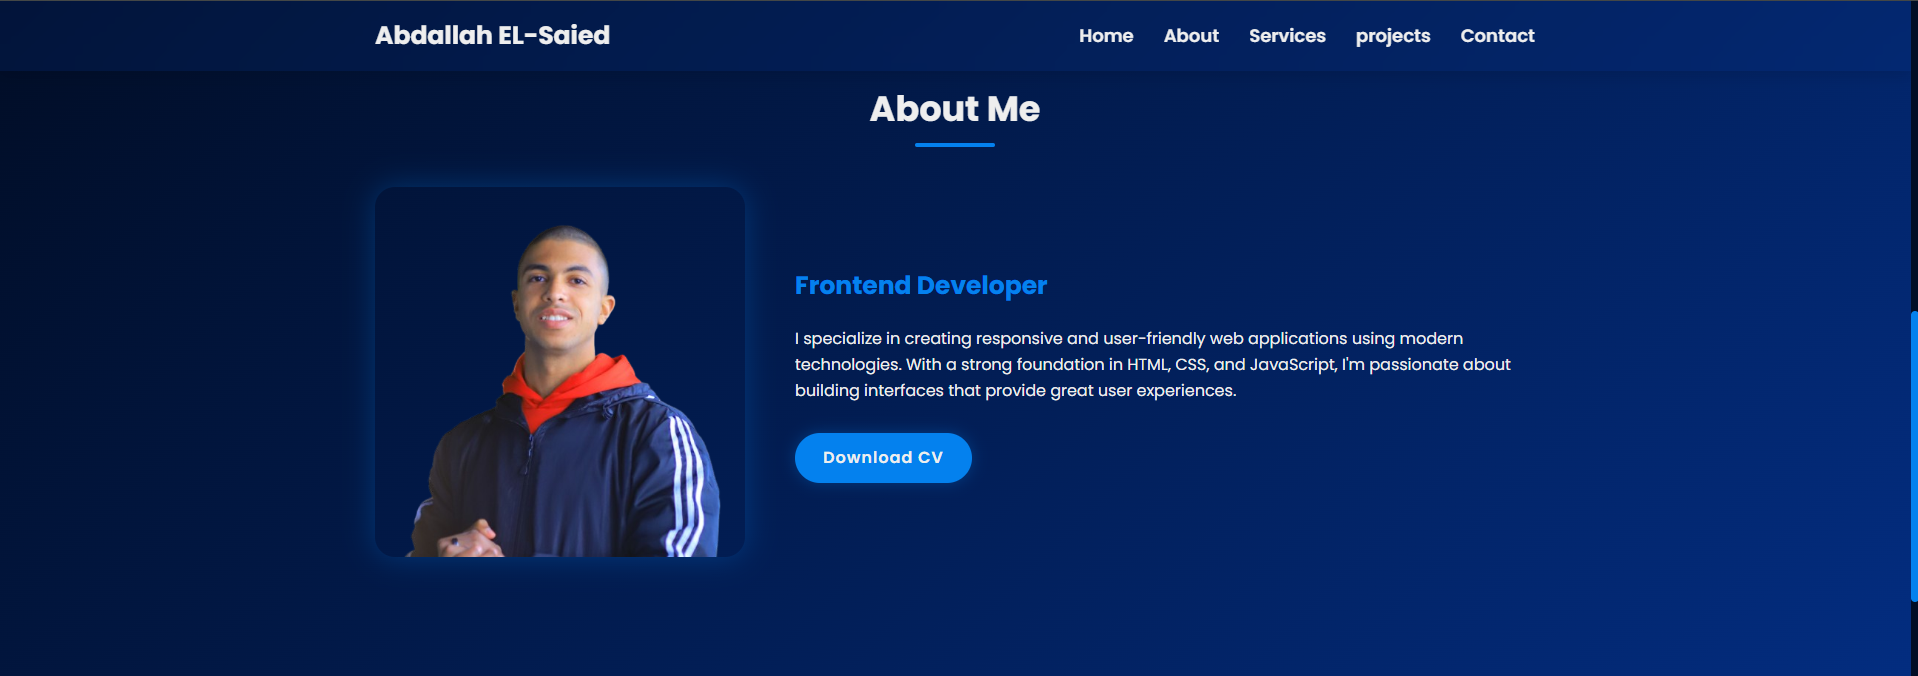 Abdallah EL-Saied
Home About Services projects Contact
About Me
Frontend Developer
I specialize in creating responsive and user-friendly web applications using modern
technologies. With a strong foundation in HTML, CSS, and JavaScript, I'm passionate about
building interfaces that provide great user experiences.
Download CV